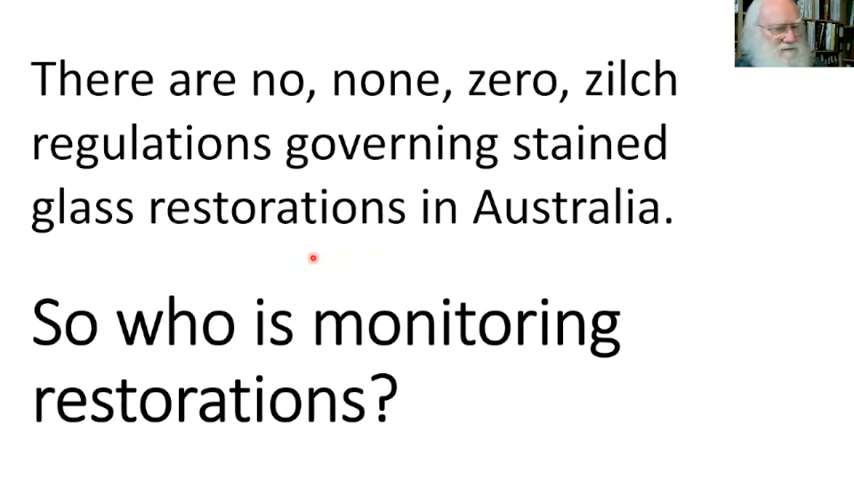 There are no, none, zero, zilch
regulations governing stained
glass restorations in Australia.
So who is monitoring
restorations?